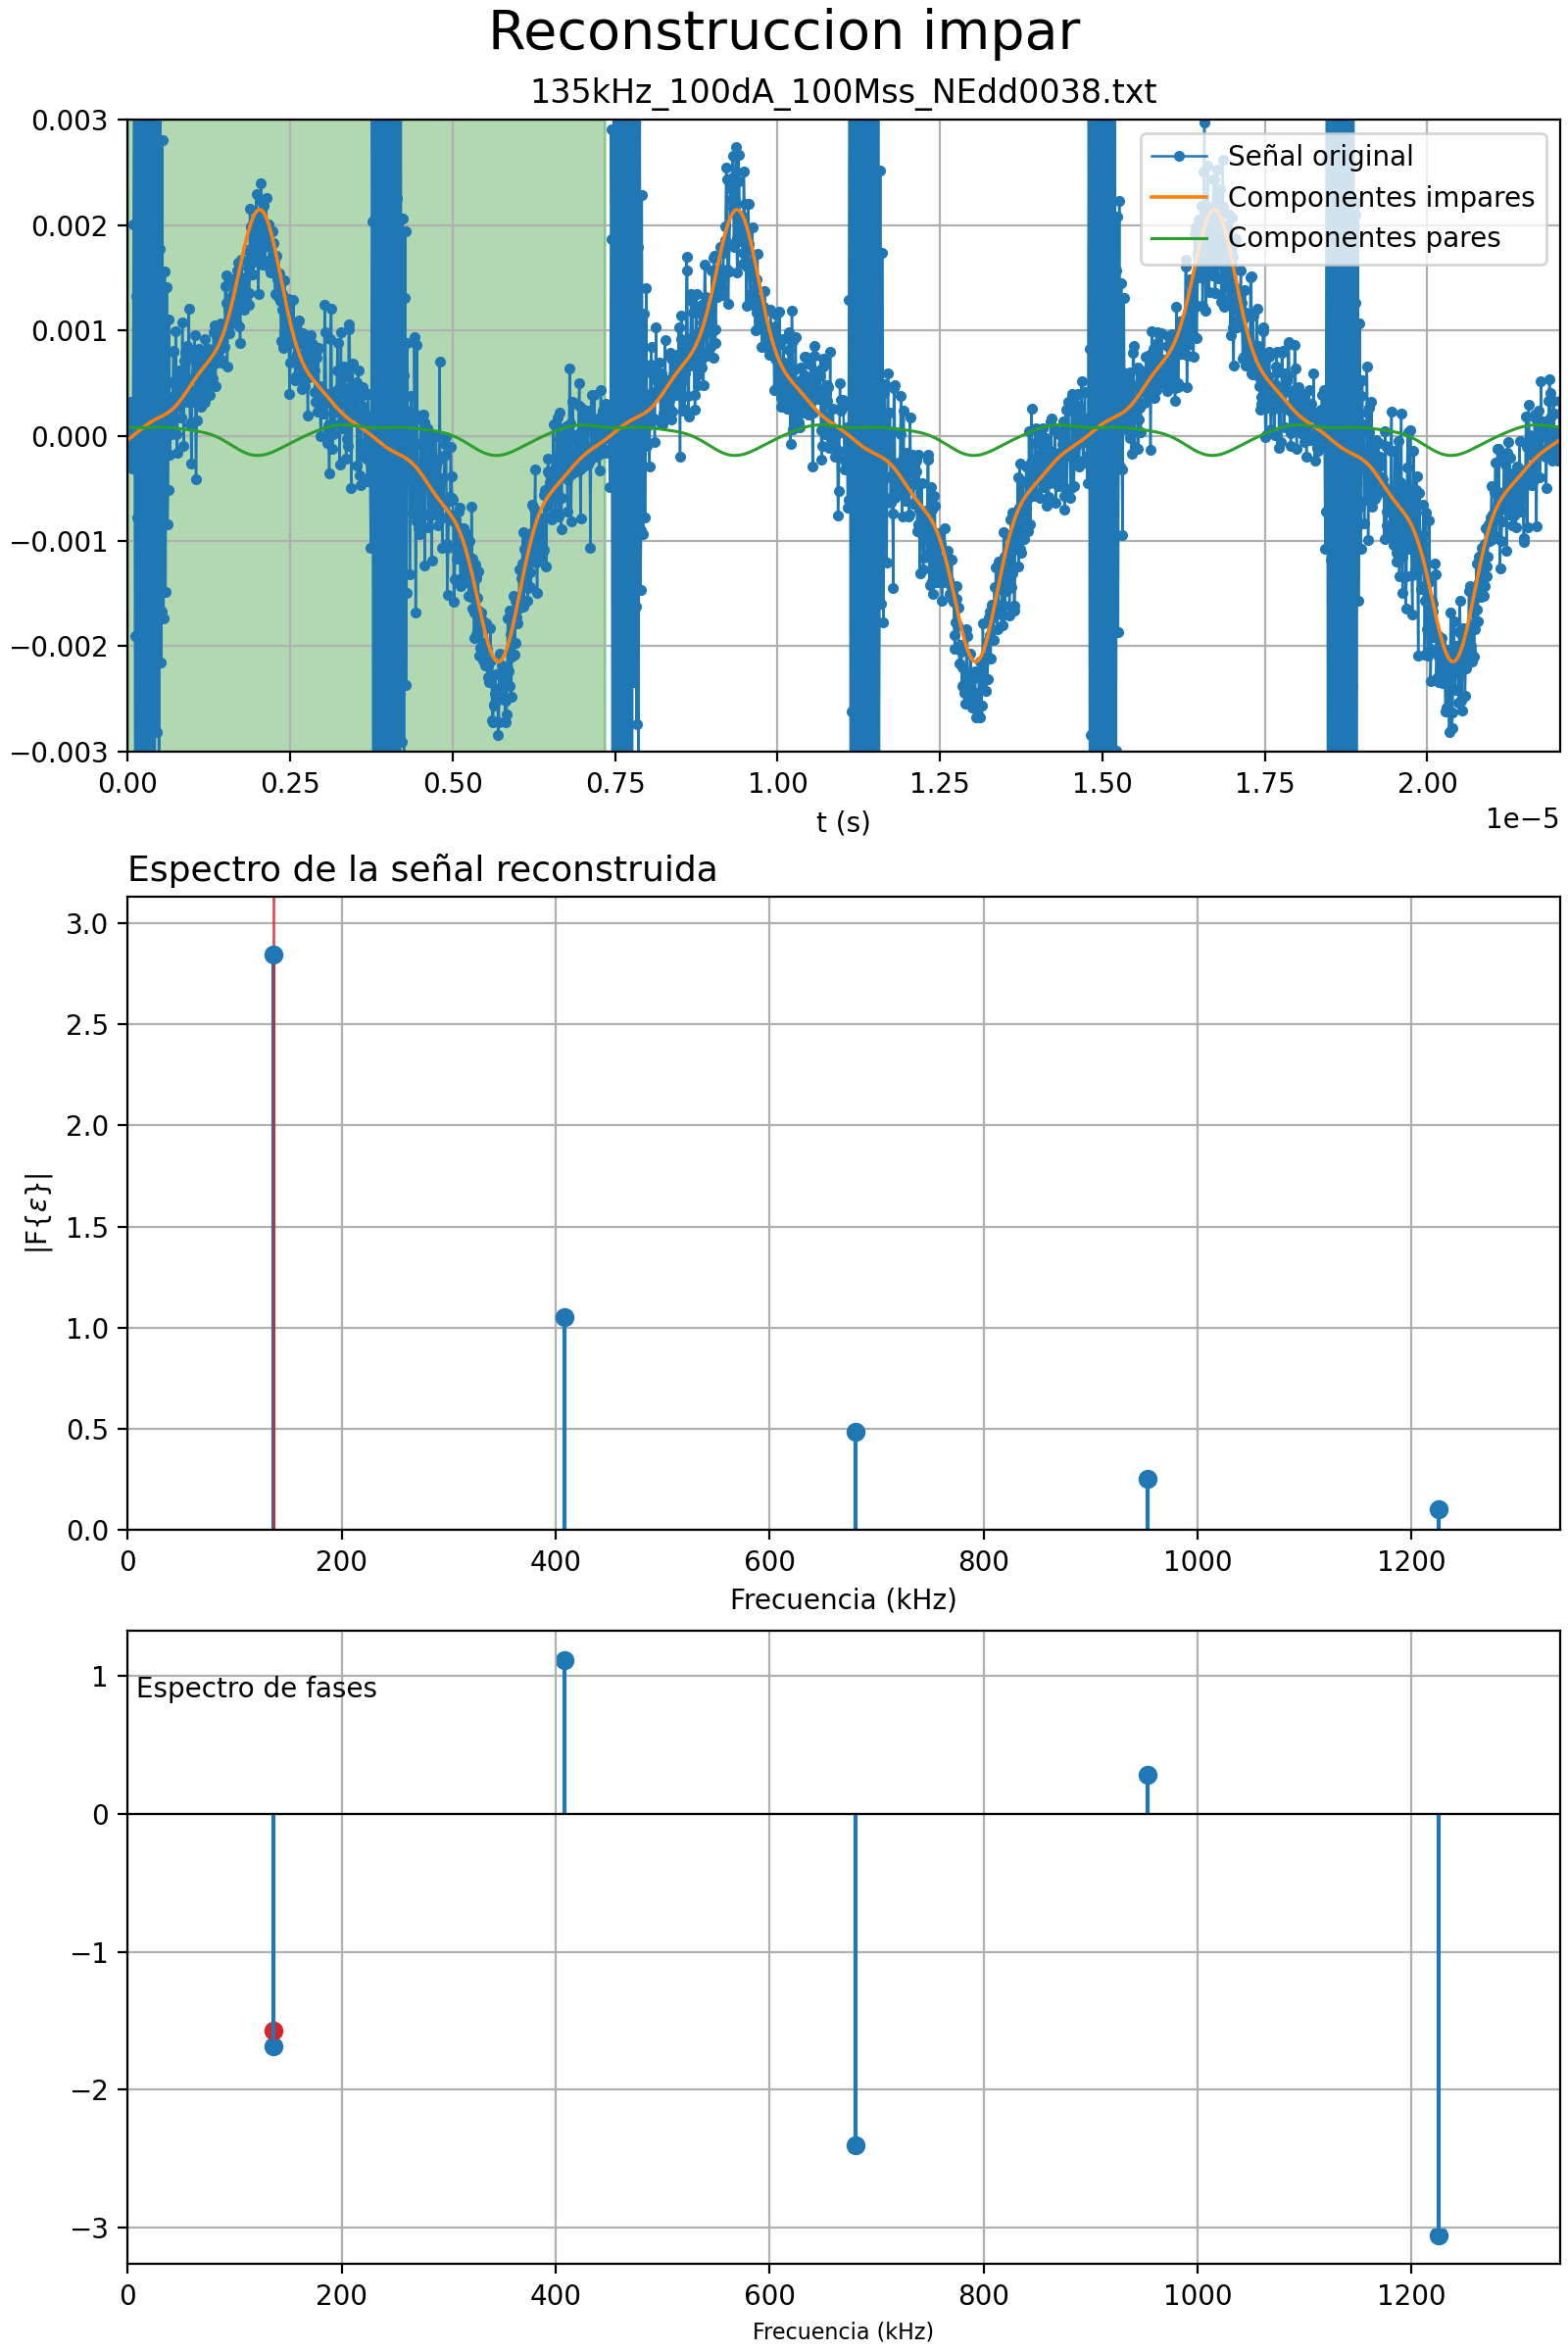 Reconstruccion impar
135kHz_100dA_100Mss_NEdd0038.txt
0.003
0.002
0.001
0.000
−0.001
−0.002
−0.003
Señal original
Componentes impares
Componentes pares
0.00 0.25 0.50 0.75 1.00 1.25 1.50 1.75 2.00
t (s)
1e−5
Espectro de la señal reconstruida
3.0
2.5
2.0
1.5
1.0
0.5
0.0
|F{ε}|
0 200 400 600 800 1000 1200
Frecuencia (kHz)
Espectro de fases
1
0
−1
−2
−3
0 200 400 600 800 1000 1200
Frecuencia (kHz)